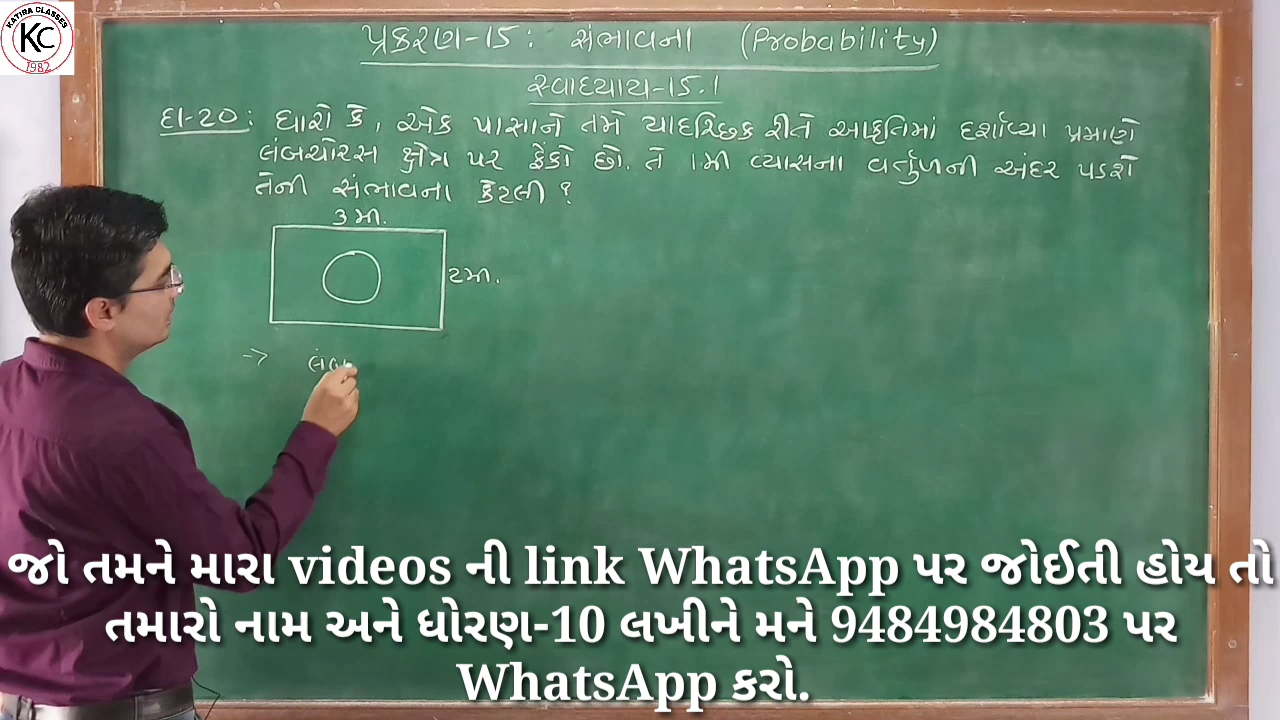 KATIRA CLASSES
KC
1982
પ્રકરણ-15 : સંભાવના (Probability)
સ્વાધ્યાય-15.1
દા-20 : ધારો કે, એક પાસાને તમે યાદચ્છિક રીતે આકૃતિમાં દર્શાવ્યા પ્રમાણે
લંબચોરસ ક્ષેત્ર પર ફેંકો છો. તે 1મી વ્યાસના વર્તુળની અંદર પડશે
તેની સંભાવના કેટલી ?
3 મી.
2મી.
→ લંબ
જો તમને મારા videos ની link WhatsApp પર જોઈતી હોય તો
તમારો નામ અને ધોરણ-10 લખીને મને 9484984803 પર
WhatsApp કરો.